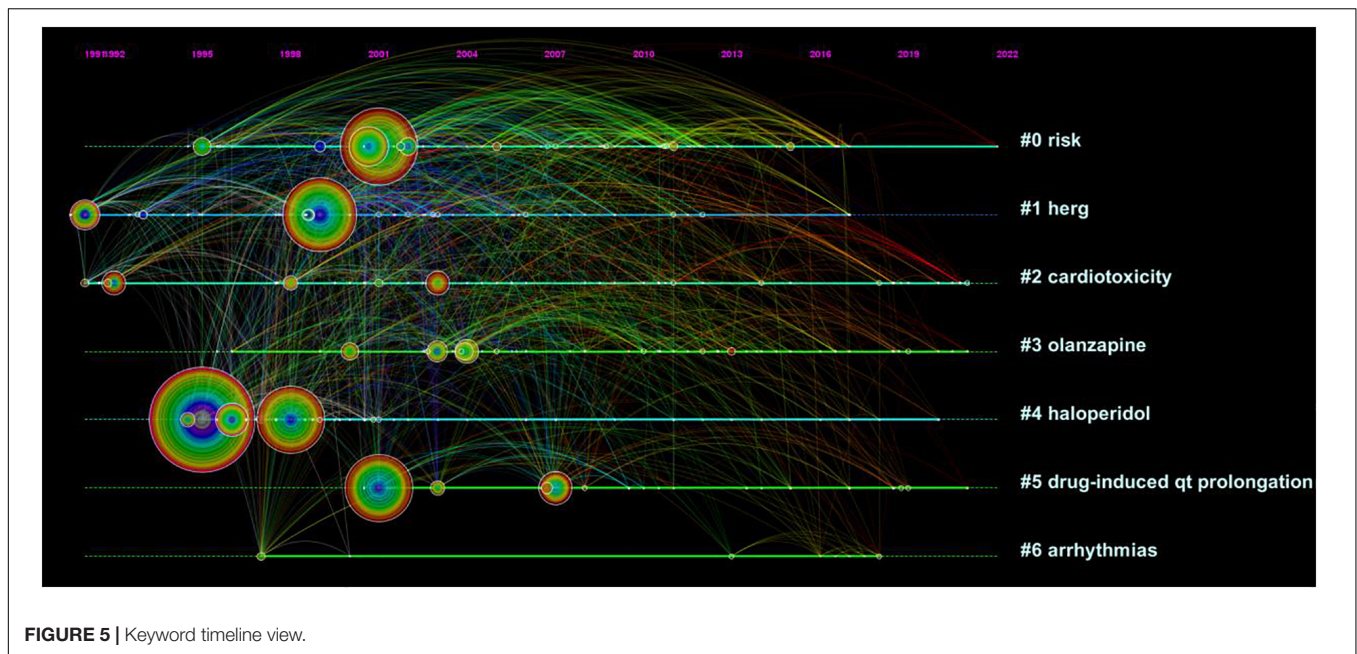 1991 1992 1995 1998 2001 2004 2007 2010 2013 2016 2019 2022
#0 risk
#1 herg
#2 cardiotoxicity
#3 olanzapine
#4 haloperidol
#5 drug-induced qt prolongation
#6 arrhythmias
FIGURE 5 | Keyword timeline view.